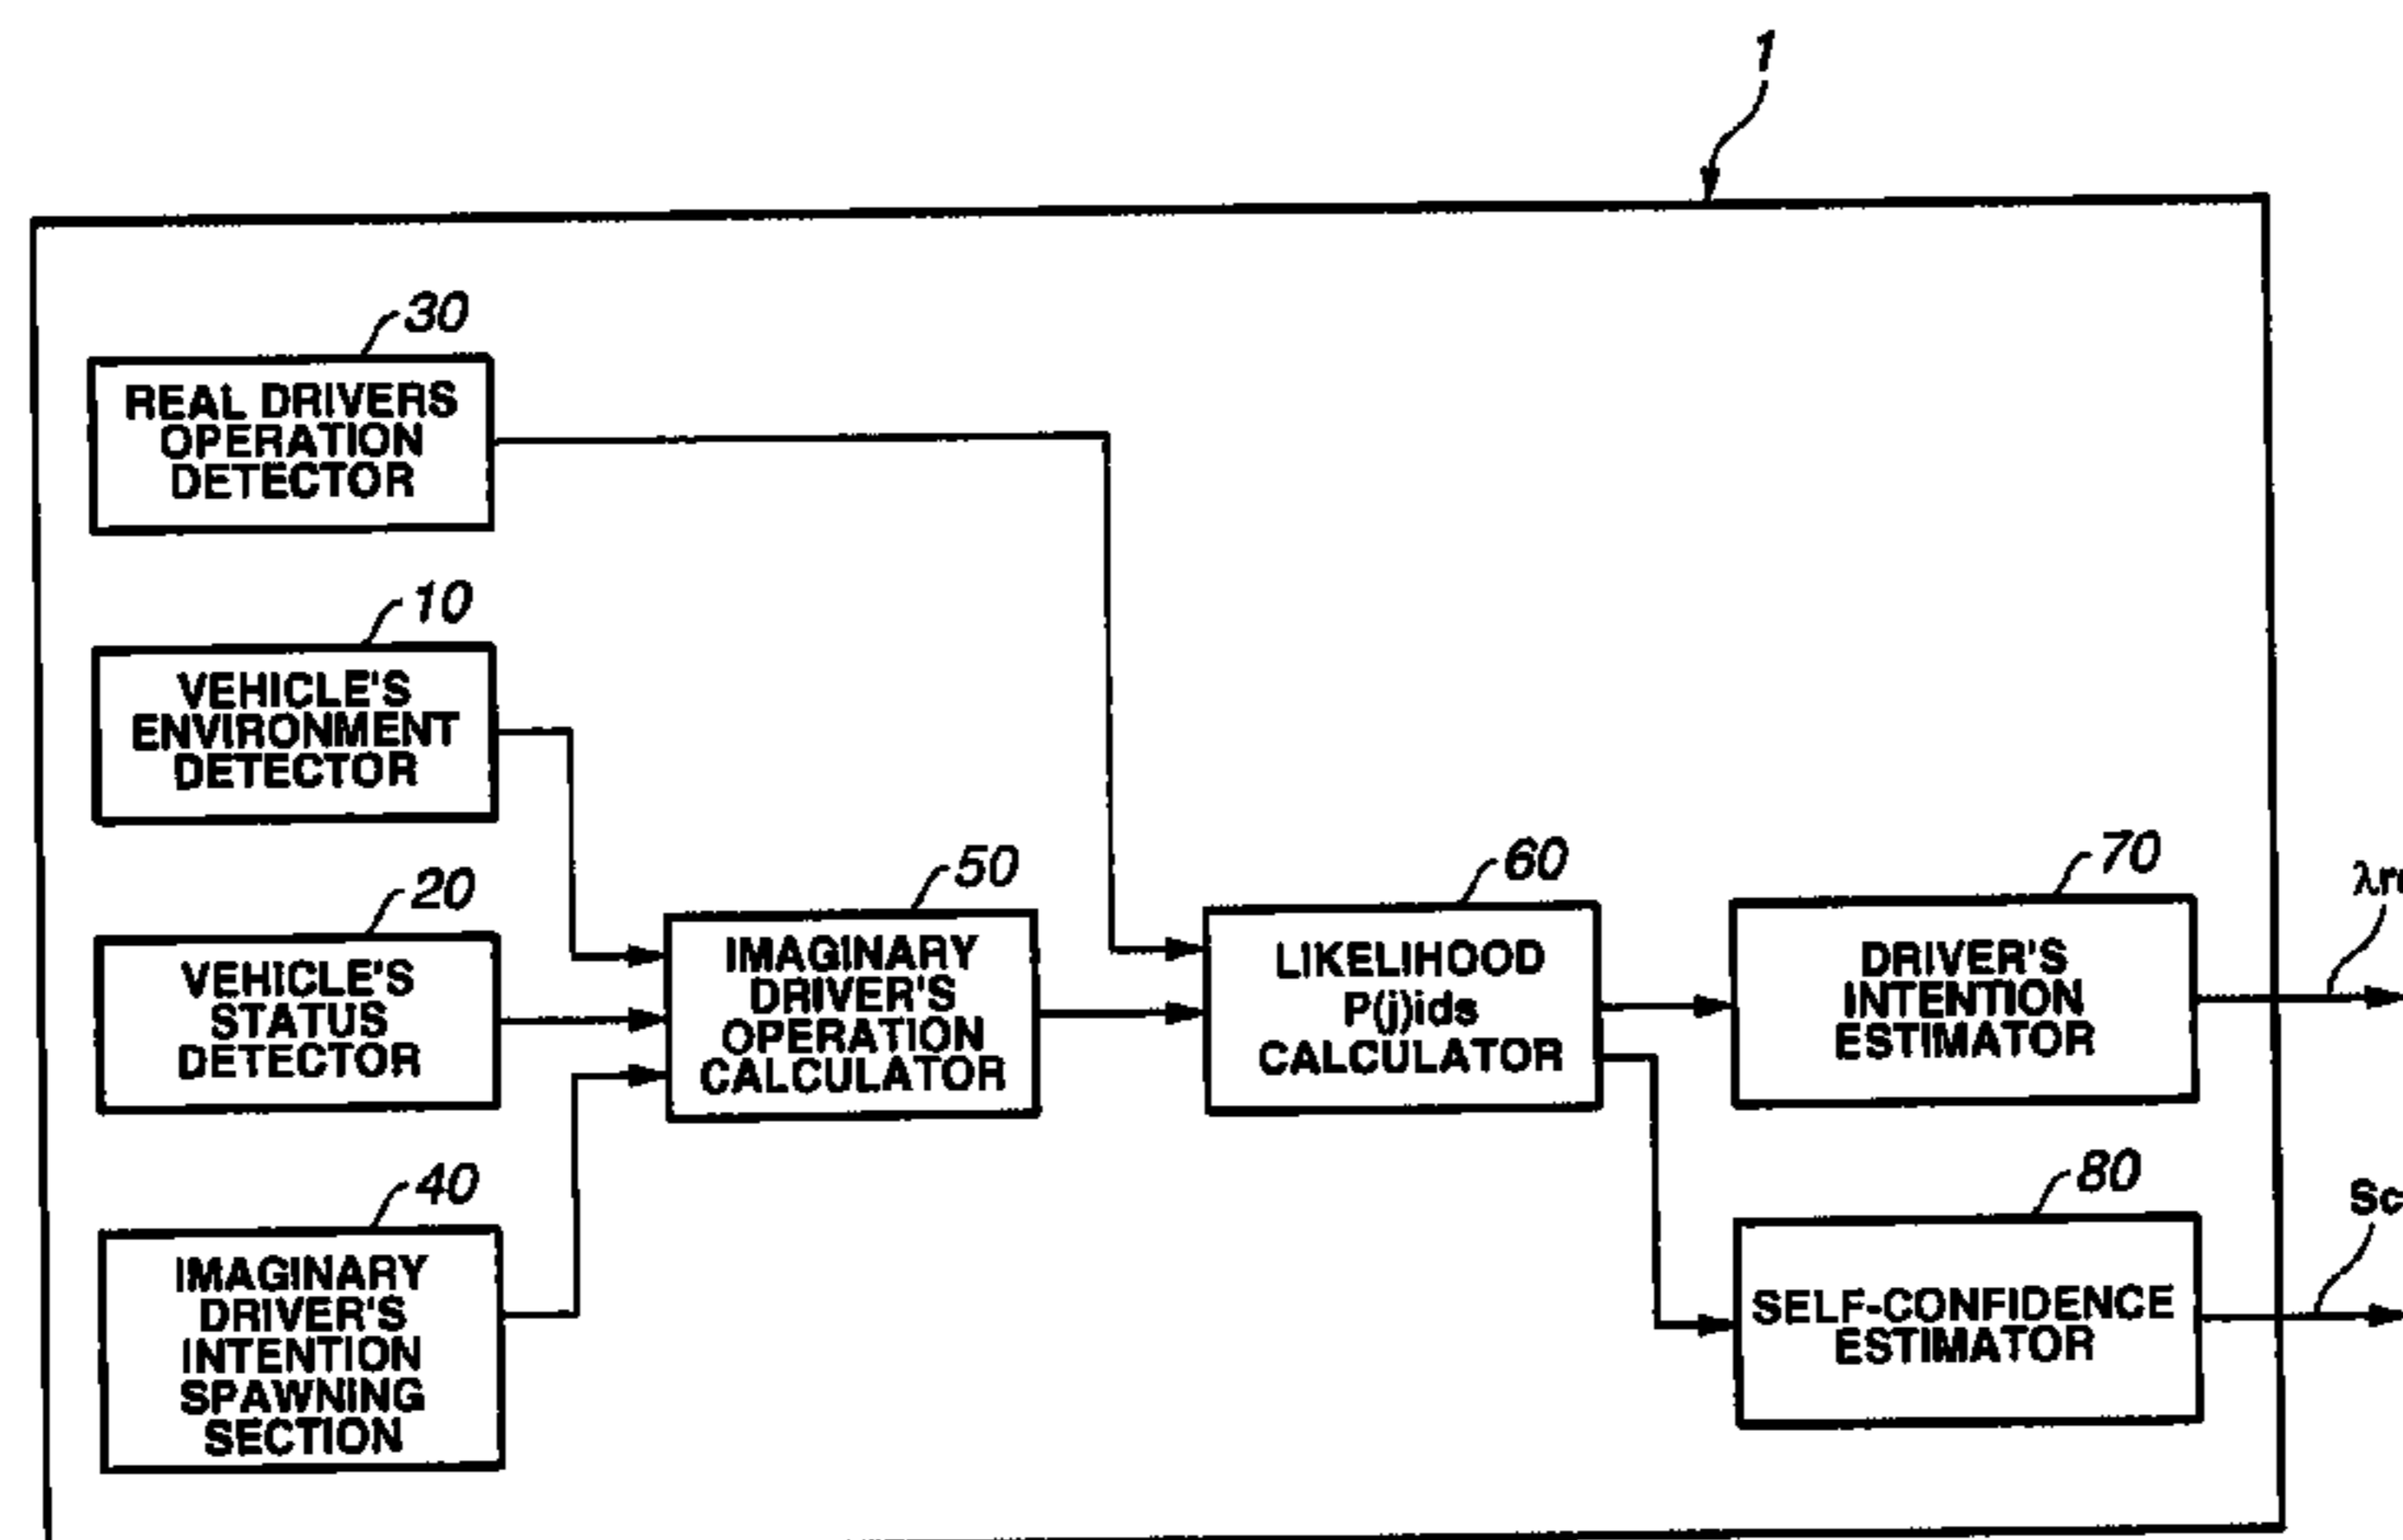 1
30
REAL DRIVERS
OPERATION
DETECTOR
10
VEHICLE'S
ENVIRONMENT
DETECTOR
20
VEHICLE'S
STATUS
DETECTOR
40
IMAGINARY
DRIVER'S
INTENTION
SPAWNING
SECTION
50
IMAGINARY
DRIVER'S
OPERATION
CALCULATOR
60
LIKELIHOOD
P(j)ids
CALCULATOR
70
DRIVER'S
INTENTION
ESTIMATOR
80
SELF-CONFIDENCE
ESTIMATOR
Sc